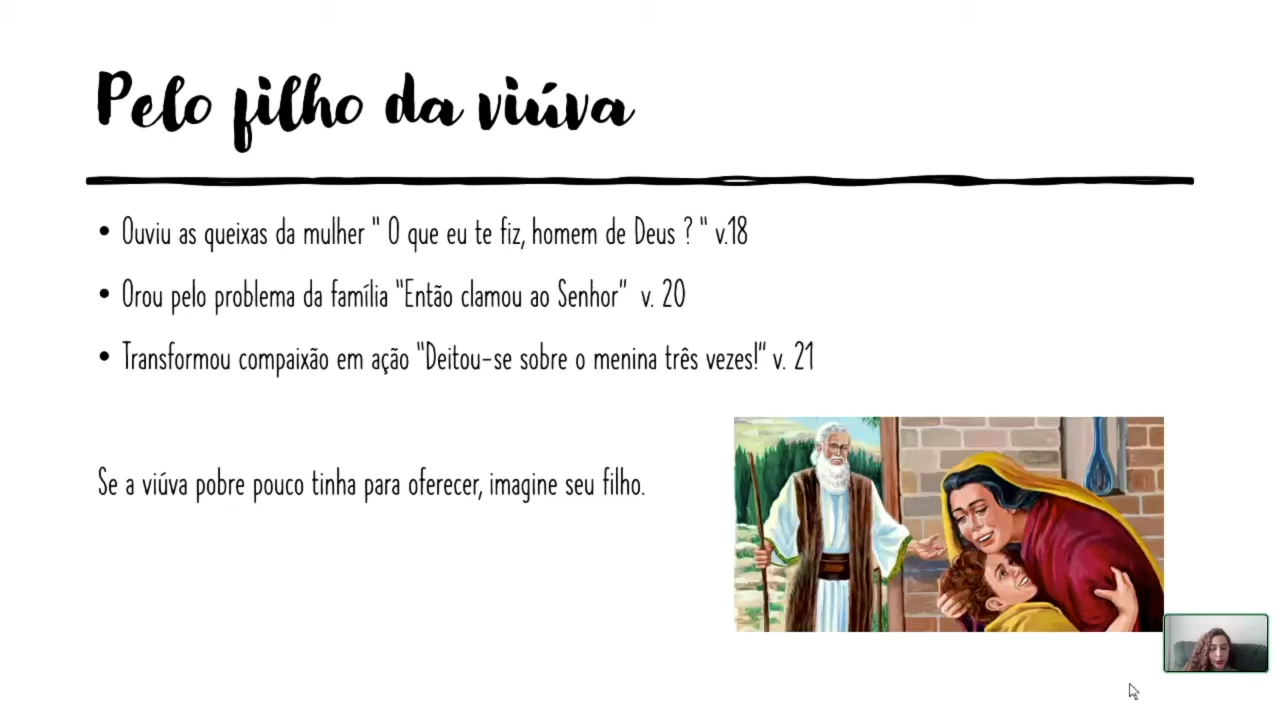 Pelo filho da viúva
• Ouviu as queixas da mulher " O que eu te fiz, homem de Deus ? " v.18
• Orou pelo problema da família “Então clamou ao Senhor”  v. 20
• Transformou compaixão em ação “Deitou-se sobre o menina três vezes!” v. 21
Se a viúva pobre pouco tinha para oferecer, imagine seu filho.